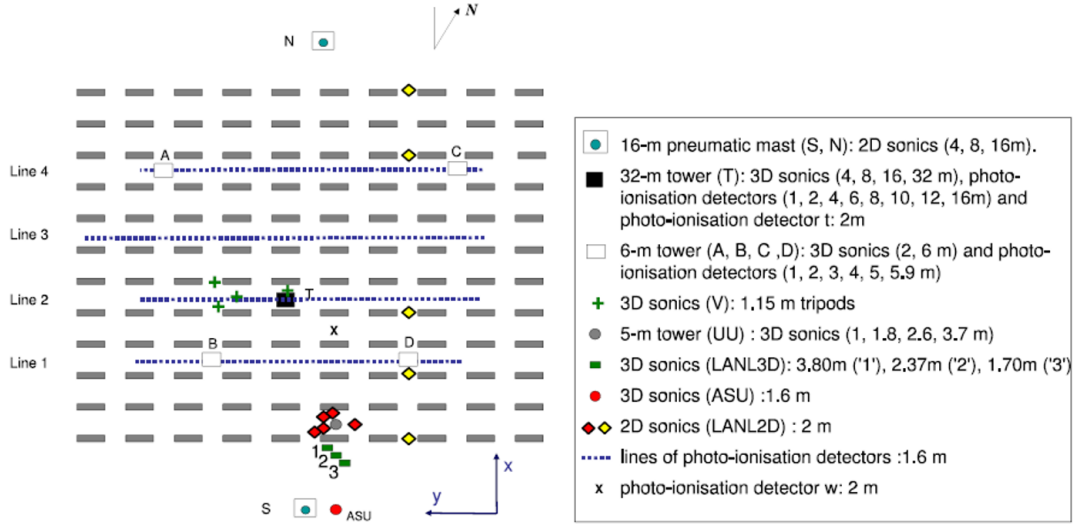 N
N
A
C
Line 4
Line 3
Line 2
T
x
B
D
Line 1
1
2
3
x
y
S
ASU
16-m pneumatic mast (S, N): 2D sonics (4, 8, 16m).
32-m tower (T): 3D sonics (4, 8, 16, 32 m), photo-
ionisation detectors (1, 2, 4, 6, 8, 10, 12, 16m) and
photo-ionisation detector t: 2m
6-m tower (A, B, C ,D): 3D sonics (2, 6 m) and photo-
ionisation detectors (1, 2, 3, 4, 5, 5.9 m)
3D sonics (V): 1.15 m tripods
5-m tower (UU) : 3D sonics (1, 1.8, 2.6, 3.7 m)
3D sonics (LANL3D): 3.80m ('1'), 2.37m ('2'), 1.70m ('3')
3D sonics (ASU) :1.6 m
2D sonics (LANL2D) : 2 m
lines of photo-ionisation detectors :1.6 m
x photo-ionisation detector w: 2 m